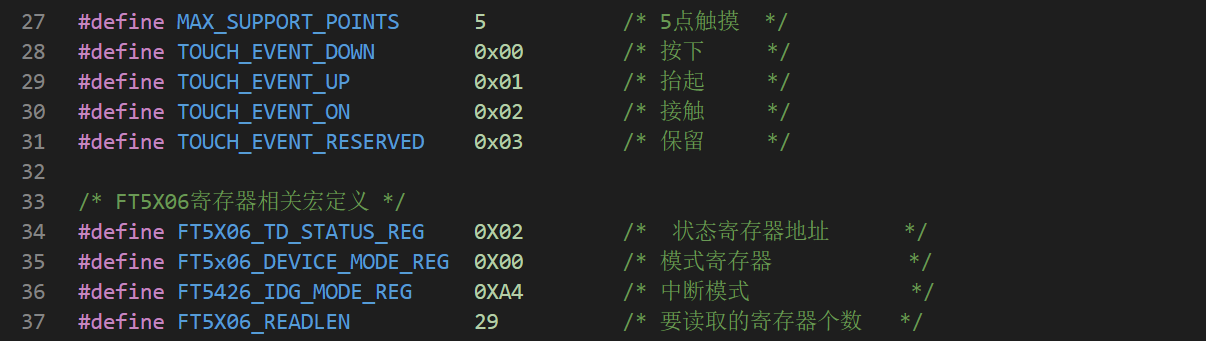 27 #define MAX_SUPPORT_POINTS 5 /* 5点触摸 */
28 #define TOUCH_EVENT_DOWN 0x00 /* 按下 */
29 #define TOUCH_EVENT_UP 0x01 /* 抬起 */
30 #define TOUCH_EVENT_ON 0x02 /* 接触 */
31 #define TOUCH_EVENT_RESERVED 0x03 /* 保留 */
32
33 /* FT5X06寄存器相关宏定义 */
34 #define FT5X06_TD_STATUS_REG 0X02 /* 状态寄存器地址 */
35 #define FT5x06_DEVICE_MODE_REG 0X00 /* 模式寄存器 */
36 #define FT5426_IDG_MODE_REG 0XA4 /* 中断模式 */
37 #define FT5X06_READLEN 29 /* 要读取的寄存器个数 */